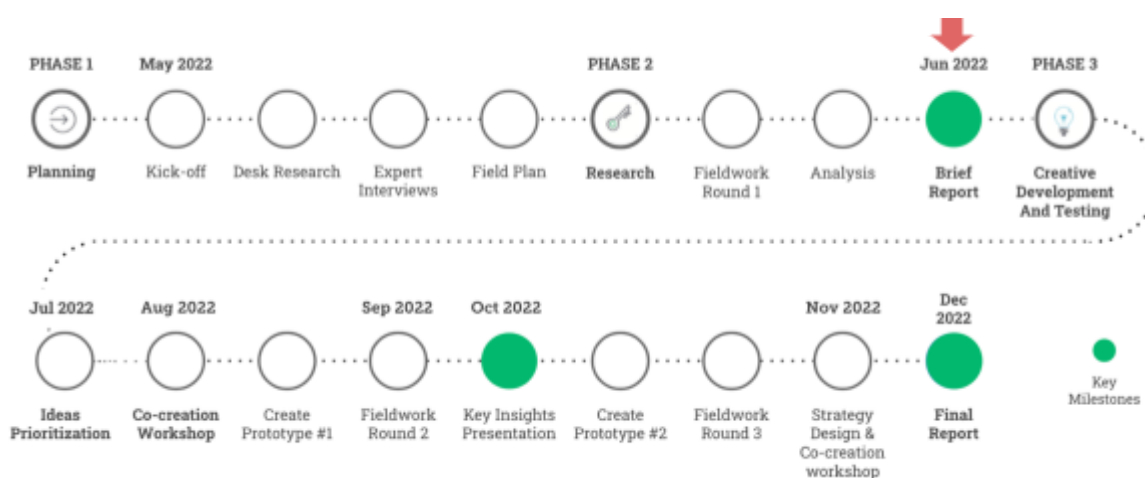 PHASE 1
May 2022
PHASE 2
Jun 2022
PHASE 3
Planning
Kick-off
Desk Research
Expert
Interviews
Field Plan
Research
Fieldwork
Round 1
Analysis
Brief
Report
Creative
Development
And Testing
Jul 2022
Aug 2022
Sep 2022
Oct 2022
Nov 2022
Dec
2022
Ideas
Prioritization
Co-creation
Workshop
Create
Prototype #1
Fieldwork
Round 2
Key Insights
Presentation
Create
Prototype #2
Fieldwork
Round 3
Strategy
Design &
Co-creation
workshop
Final
Report
Key
Milestones